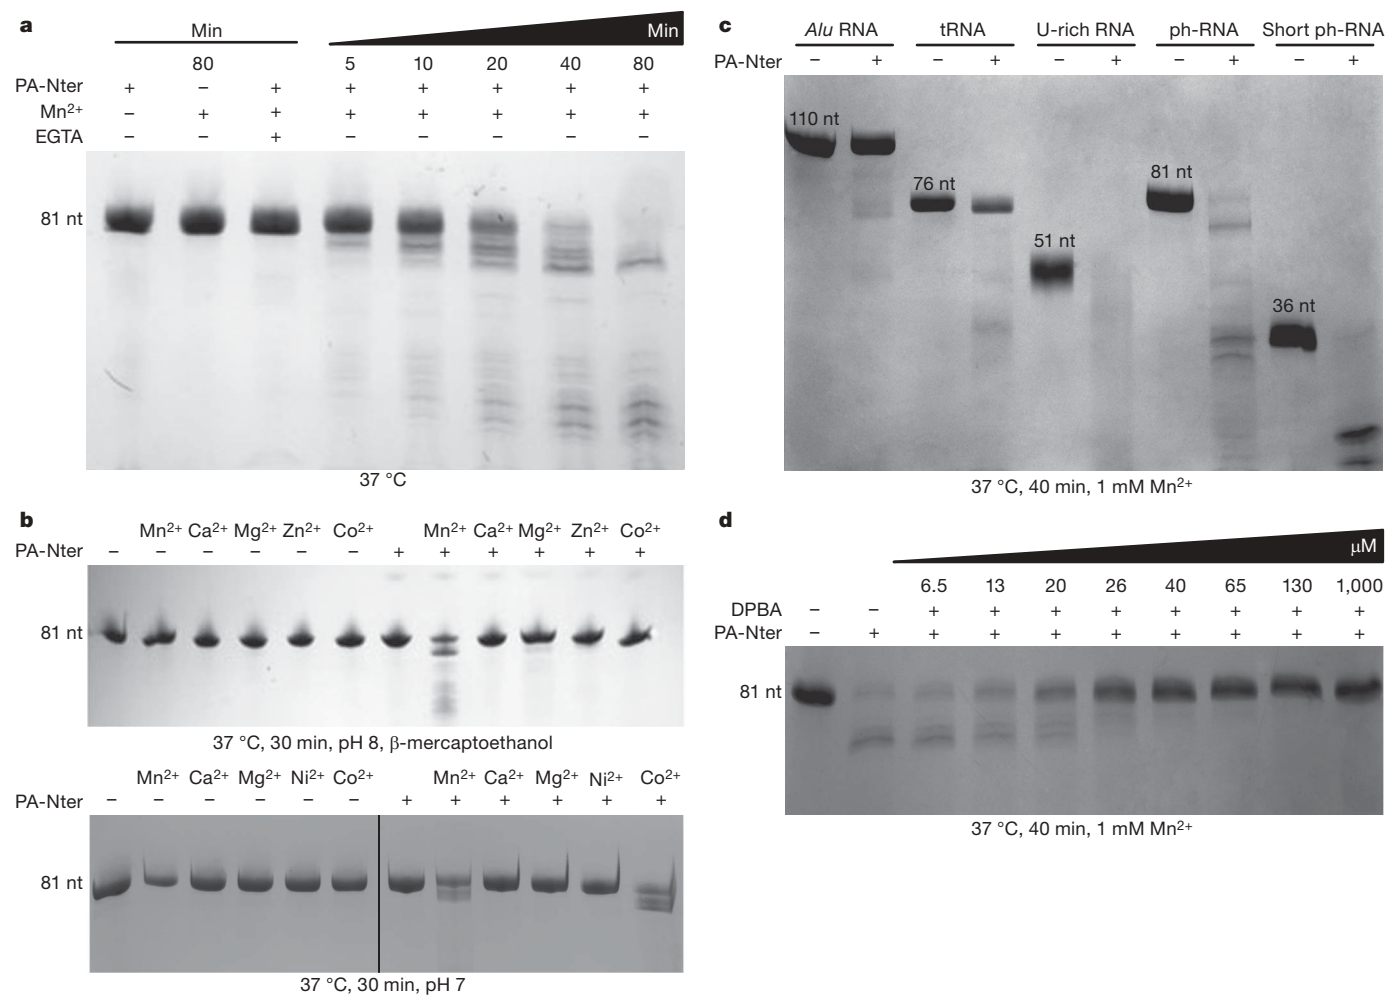 a
Min
Min
80 5 10 20 40 80
PA-Nter + – + + + + + +
Mn2+ – + + + + + + +
EGTA – – + – – – – –
81 nt
37 °C
b
Mn2+ Ca2+ Mg2+ Zn2+ Co2+ Mn2+ Ca2+ Mg2+ Zn2+ Co2+
PA-Nter – – – – – – + + + + + +
81 nt
37 °C, 30 min, pH 8, β-mercaptoethanol
Mn2+ Ca2+ Mg2+ Ni2+ Co2+ Mn2+ Ca2+ Mg2+ Ni2+ Co2+
PA-Nter – – – – – – + + + + + +
81 nt
37 °C, 30 min, pH 7
c
Alu RNA tRNA U-rich RNA ph-RNA Short ph-RNA
PA-Nter – + – + – + – + – +
110 nt
76 nt
51 nt
81 nt
36 nt
37 °C, 40 min, 1 mM Mn2+
d
μM
6.5 13 20 26 40 65 130 1,000
DPBA – – + + + + + + + +
PA-Nter – + + + + + + + + +
81 nt
37 °C, 40 min, 1 mM Mn2+